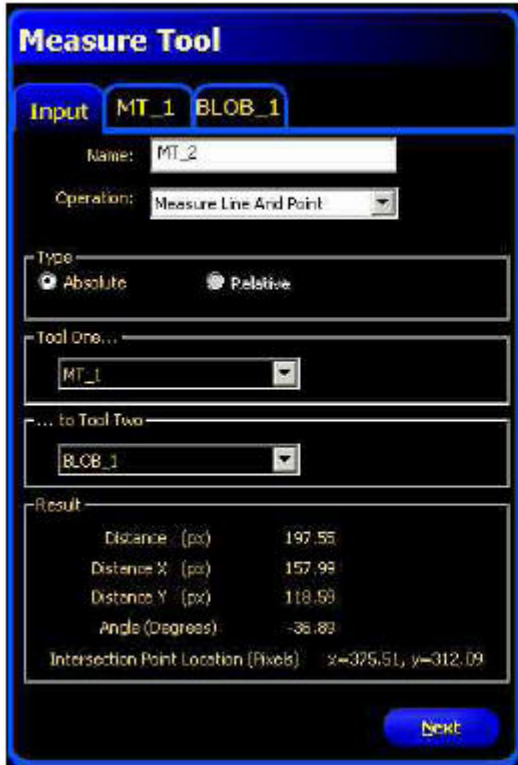 Measure Tool
Input MT_1 BLOB_1
Name: MT_2
Operation: Measure Line And Point
Type
Absolute Relative
Tool One...
MT_1
... to Tool Two
BLOB_1
Result
Distance (px) 197.55
Distance X (px) 157.99
Distance Y (px) 118.59
Angle (Degrees) -36.89
Intersection Point Location (Pixels) x=375.51, y=312.09
Next